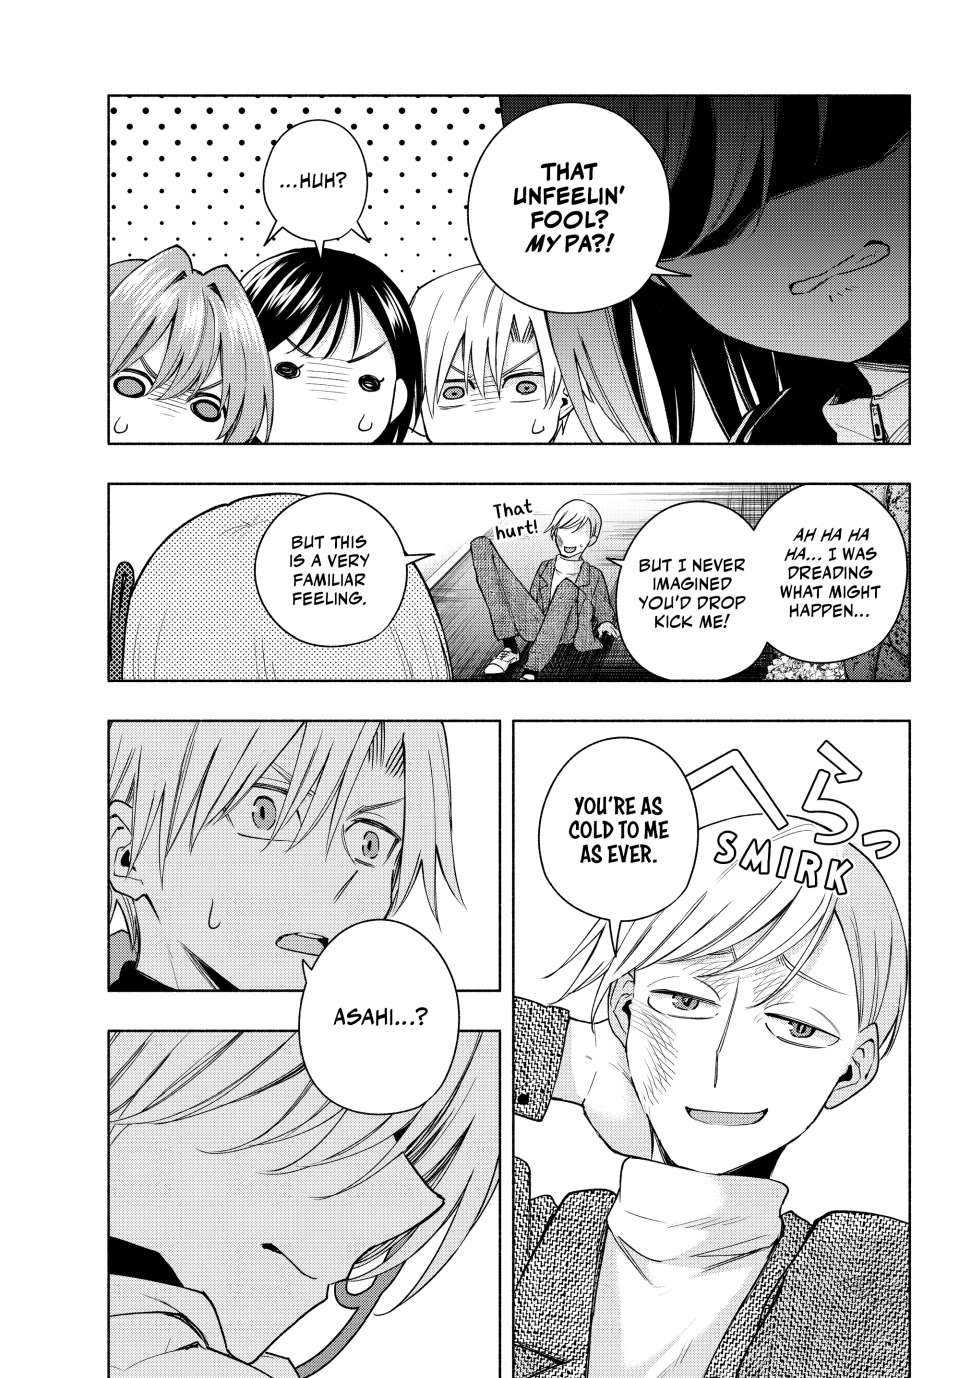 THAT
UNFEELIN'
FOOL?
MY PA?!
...HUH?
AH HA HA
HA... I WAS
DREADING
WHAT MIGHT
HAPPEN...
BUT I NEVER
IMAGINED
YOU'D DROP
KICK ME!
That
hurt!
BUT THIS
IS A VERY
FAMILIAR
FEELING.
へらっ
SMIRK
YOU'RE AS
COLD TO ME
AS EVER.
ASAHI...?